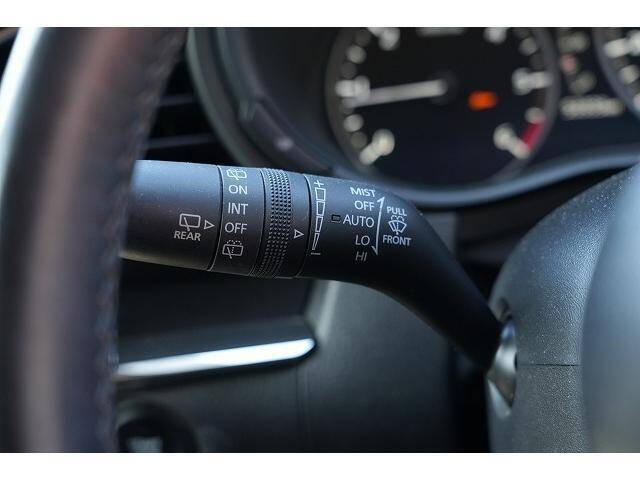 ON
INT
OFF
REAR
+
-
MIST
OFF
AUTO
LO
HI
PULL
FRONT